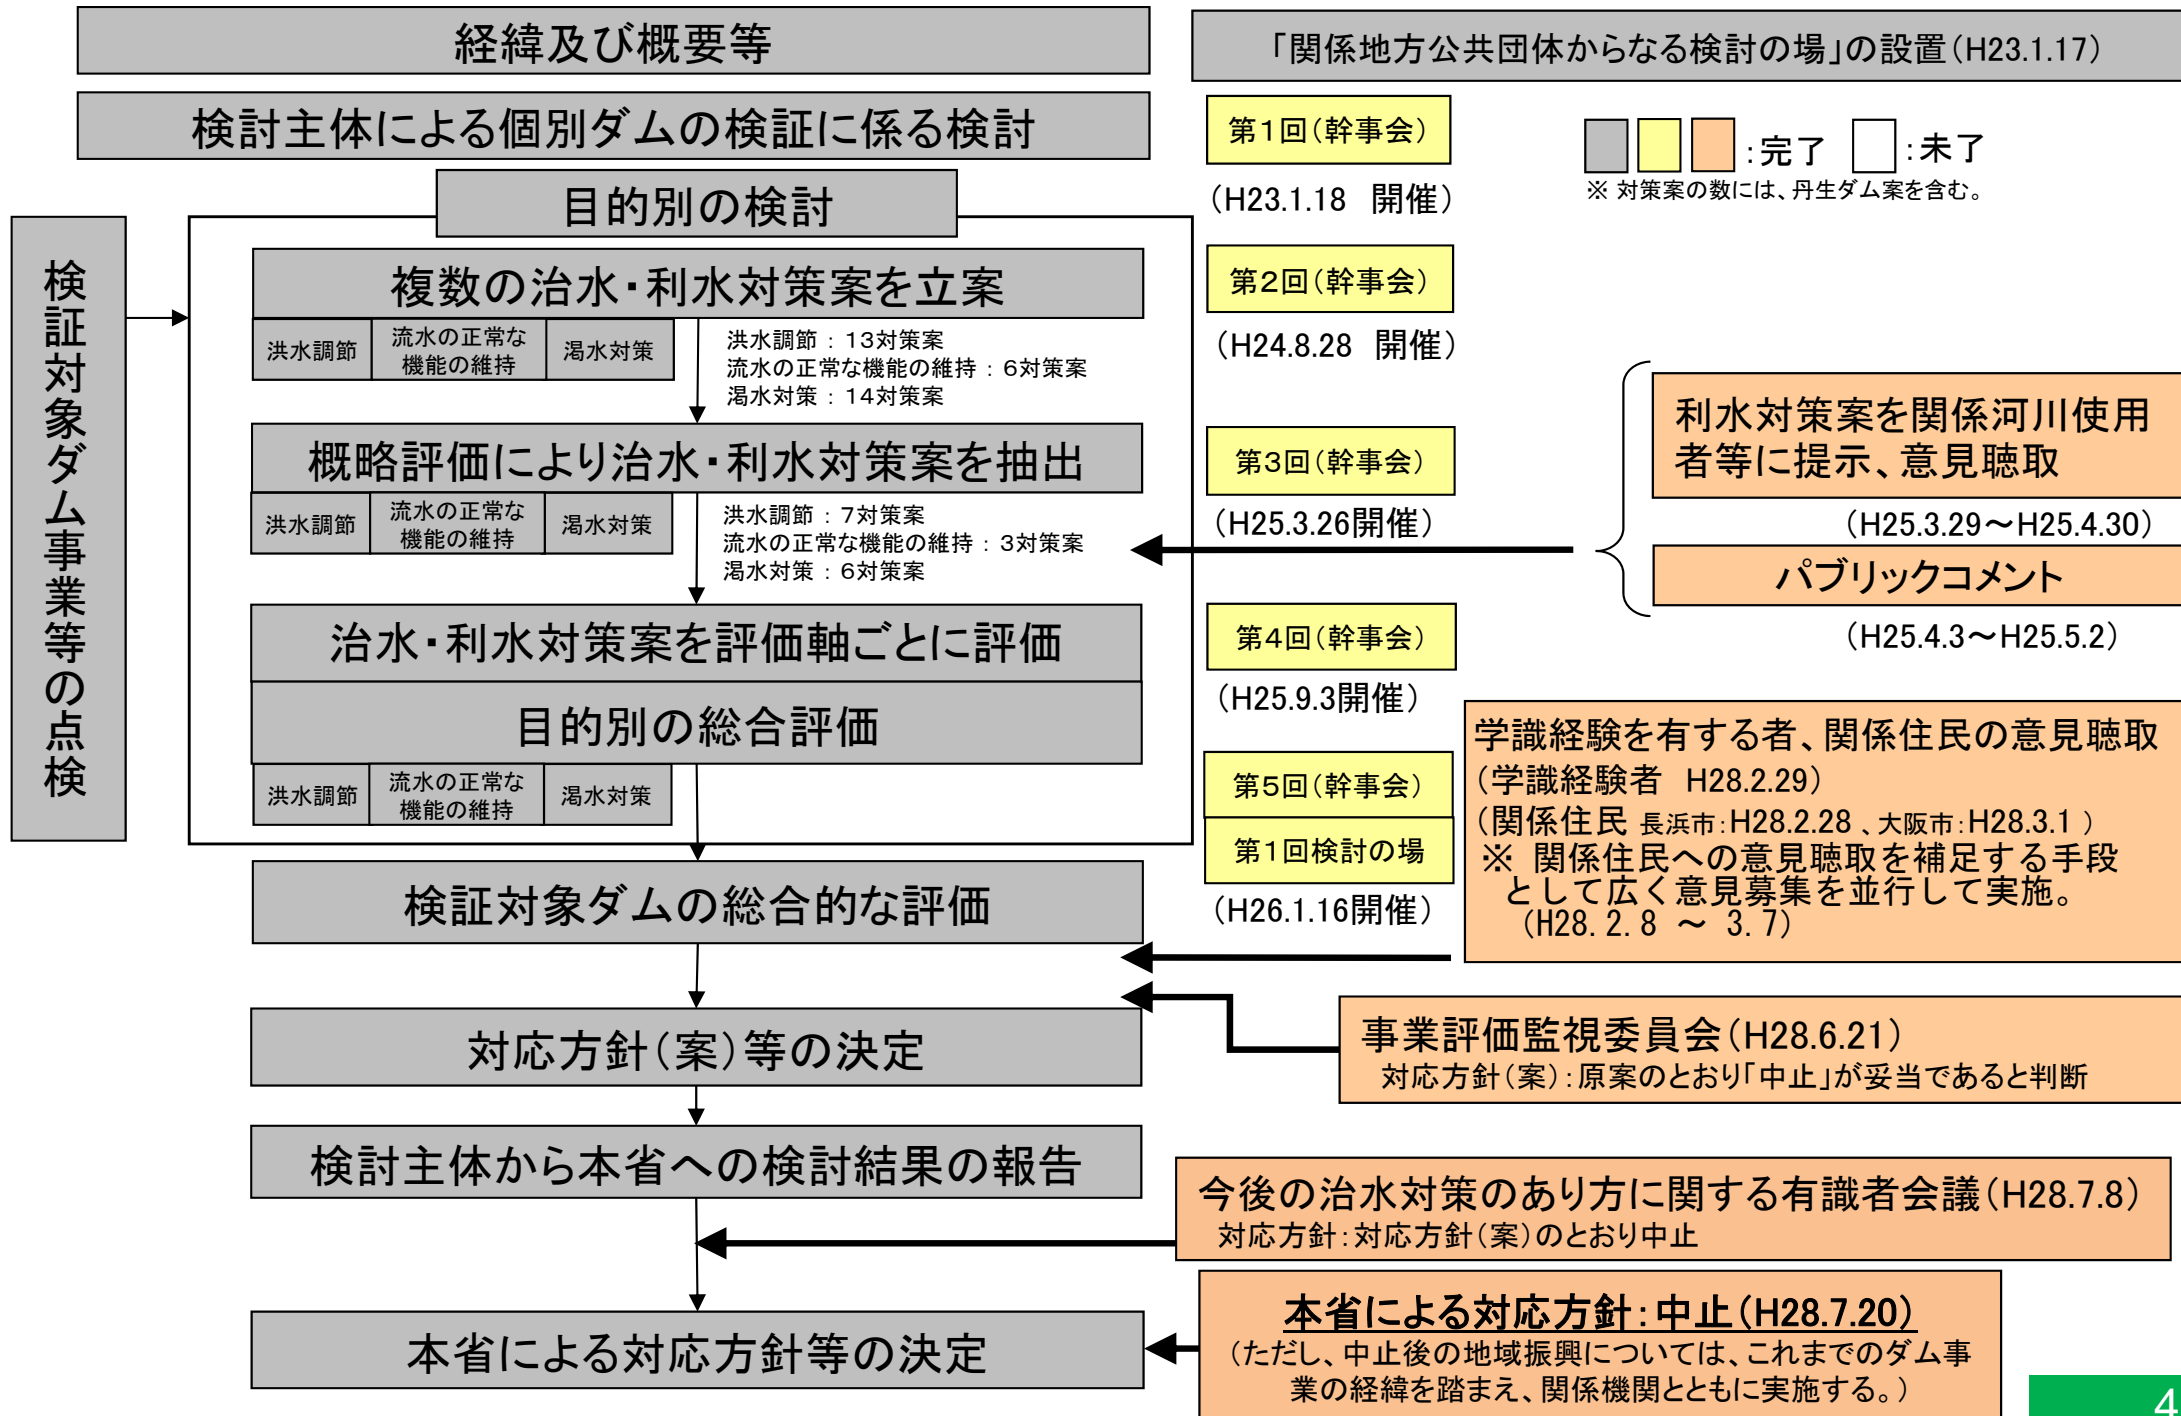 経緯及び概要等
「関係地方公共団体からなる検討の場」の設置（H23.1.17）
検討主体による個別ダムの検証に係る検討
第1回（幹事会）
（H23.1.18　開催）
：完了
：未了
※ 対策案の数には、丹生ダム案を含む。
検証対象ダム事業等の点検
目的別の検討
複数の治水・利水対策案を立案
洪水調節
流水の正常な
機能の維持
渇水対策
洪水調節 ： 13対策案
流水の正常な機能の維持 ： 6対策案
渇水対策 ： 14対策案
第2回（幹事会）
（H24.8.28　開催）
概略評価により治水・利水対策案を抽出
洪水調節
流水の正常な
機能の維持
渇水対策
洪水調節 ： 7対策案
流水の正常な機能の維持 ： 3対策案
渇水対策 ： 6対策案
第3回（幹事会）
（H25.3.26開催）
利水対策案を関係河川使用
者等に提示、意見聴取
（H25.3.29～H25.4.30）
パブリックコメント
（H25.4.3～H25.5.2）
治水・利水対策案を評価軸ごとに評価
目的別の総合評価
洪水調節
流水の正常な
機能の維持
渇水対策
第4回（幹事会）
（H25.9.3開催）
第5回（幹事会）
第1回検討の場
（H26.1.16開催）
学識経験を有する者、関係住民の意見聴取
（学識経験者　H28.2.29）
（関係住民 長浜市：H28.2.28 、大阪市：H28.3.1 ）
※ 関係住民への意見聴取を補足する手段
として広く意見募集を並行して実施。
（H28. 2. 8 ～ 3. 7）
検証対象ダムの総合的な評価
対応方針（案）等の決定
事業評価監視委員会（H28.6.21）
対応方針（案）：原案のとおり「中止」が妥当であると判断
検討主体から本省への検討結果の報告
今後の治水対策のあり方に関する有識者会議（H28.7.8）
対応方針：対応方針（案）のとおり中止
本省による対応方針等の決定
本省による対応方針：中止（H28.7.20）
（ただし、中止後の地域振興については、これまでのダム事
業の経緯を踏まえ、関係機関とともに実施する。）
4